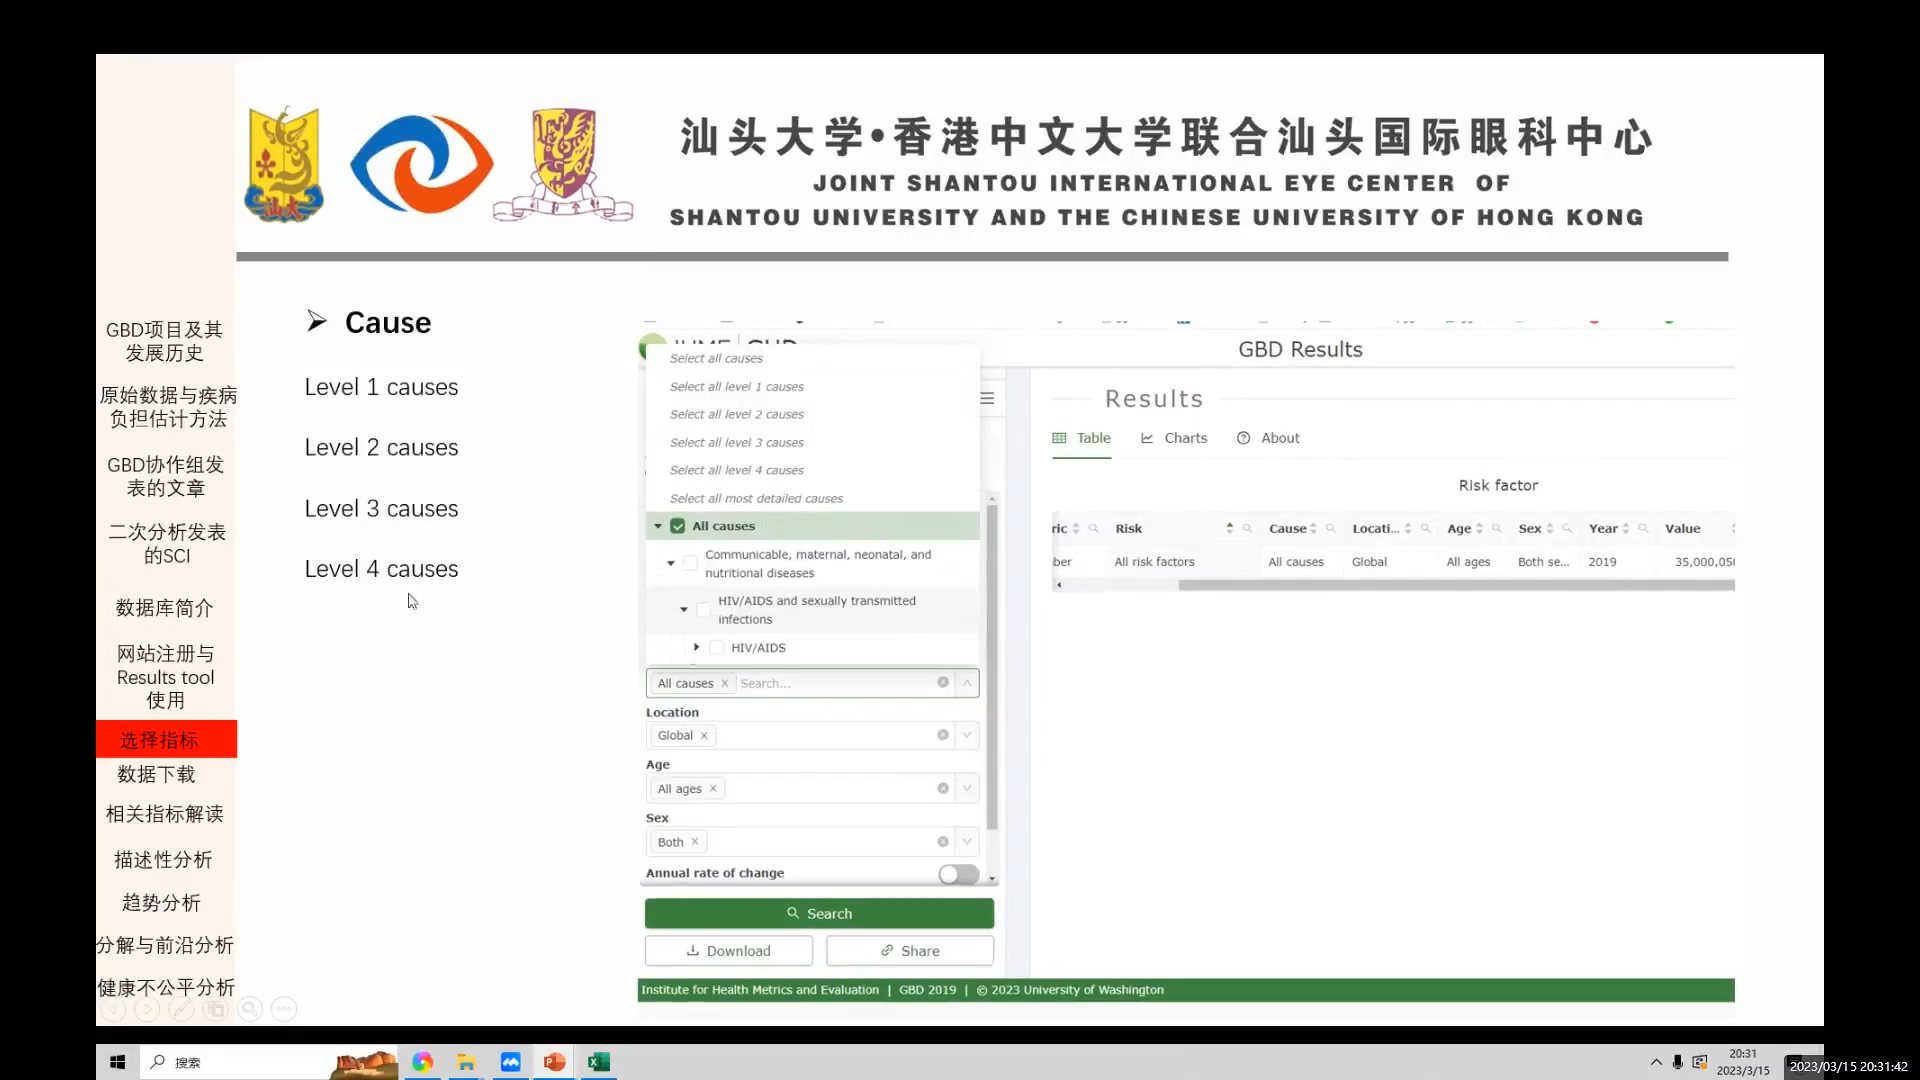 汕头大学•香港中文大学联合汕头国际眼科中心
JOINT SHANTOU INTERNATIONAL EYE CENTER OF
SHANTOU UNIVERSITY AND THE CHINESE UNIVERSITY OF HONG KONG
GBD项目及其
发展历史
原始数据与疾病
负担估计方法
GBD协作组发
表的文章
二次分析发表
的SCI
数据库简介
网站注册与
Results tool
使用
选择指标
数据下载
相关指标解读
描述性分析
趋势分析
分解与前沿分析
健康不公平分析
Cause
Level 1 causes
Level 2 causes
Level 3 causes
Level 4 causes
Select all causes
Select all level 1 causes
Select all level 2 causes
Select all level 3 causes
Select all level 4 causes
Select all most detailed causes
All causes
Communicable, maternal, neonatal, and
nutritional diseases
HIV/AIDS and sexually transmitted
infections
HIV/AIDS
All causes × Search...
Location
Global ×
Age
All ages ×
Sex
Both ×
Annual rate of change
Search
Download Share
GBD Results
Results
Table Charts About
Risk factor
ric Risk Cause Locati... Age Sex Year Value
ber All risk factors All causes Global All ages Both se... 2019 35,000,05
Institute for Health Metrics and Evaluation | GBD 2019 | © 2023 University of Washington
搜索
20:31
2023/3/15
2023/03/15 20:31:42